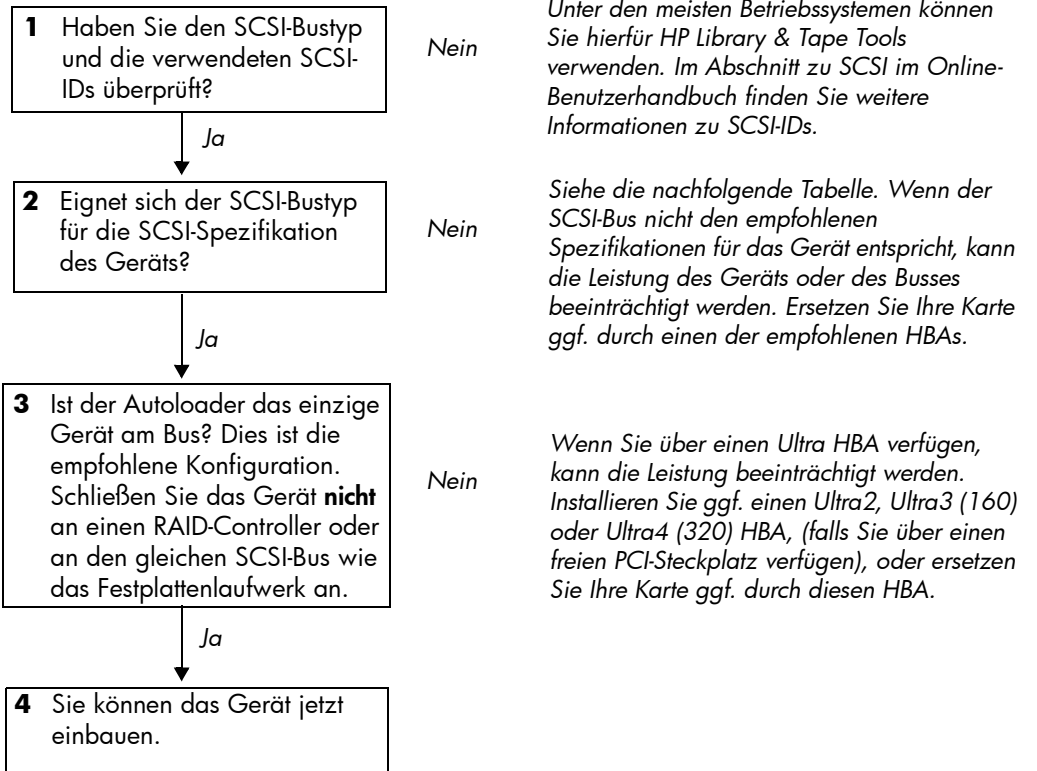 1 Haben Sie den SCSI-Bustyp
und die verwendeten SCSI-
IDs überprüft?
Nein
Unter den meisten Betriebssystemen können
Sie hierfür HP Library & Tape Tools
verwenden. Im Abschnitt zu SCSI im Online-
Benutzerhandbuch finden Sie weitere
Informationen zu SCSI-IDs.
Ja
2 Eignet sich der SCSI-Bustyp
für die SCSI-Spezifikation
des Geräts?
Nein
Siehe die nachfolgende Tabelle. Wenn der
SCSI-Bus nicht den empfohlenen
Spezifikationen für das Gerät entspricht, kann
die Leistung des Geräts oder des Busses
beeinträchtigt werden. Ersetzen Sie Ihre Karte
ggf. durch einen der empfohlenen HBAs.
Ja
3 Ist der Autoloader das einzige
Gerät am Bus? Dies ist die
empfohlene Konfiguration.
Schließen Sie das Gerät nicht
an einen RAID-Controller oder
an den gleichen SCSI-Bus wie
das Festplattenlaufwerk an.
Nein
Wenn Sie über einen Ultra HBA verfügen,
kann die Leistung beeinträchtigt werden.
Installieren Sie ggf. einen Ultra2, Ultra3 (160)
oder Ultra4 (320) HBA, (falls Sie über einen
freien PCI-Steckplatz verfügen), oder ersetzen
Sie Ihre Karte ggf. durch diesen HBA.
Ja
4 Sie können das Gerät jetzt
einbauen.